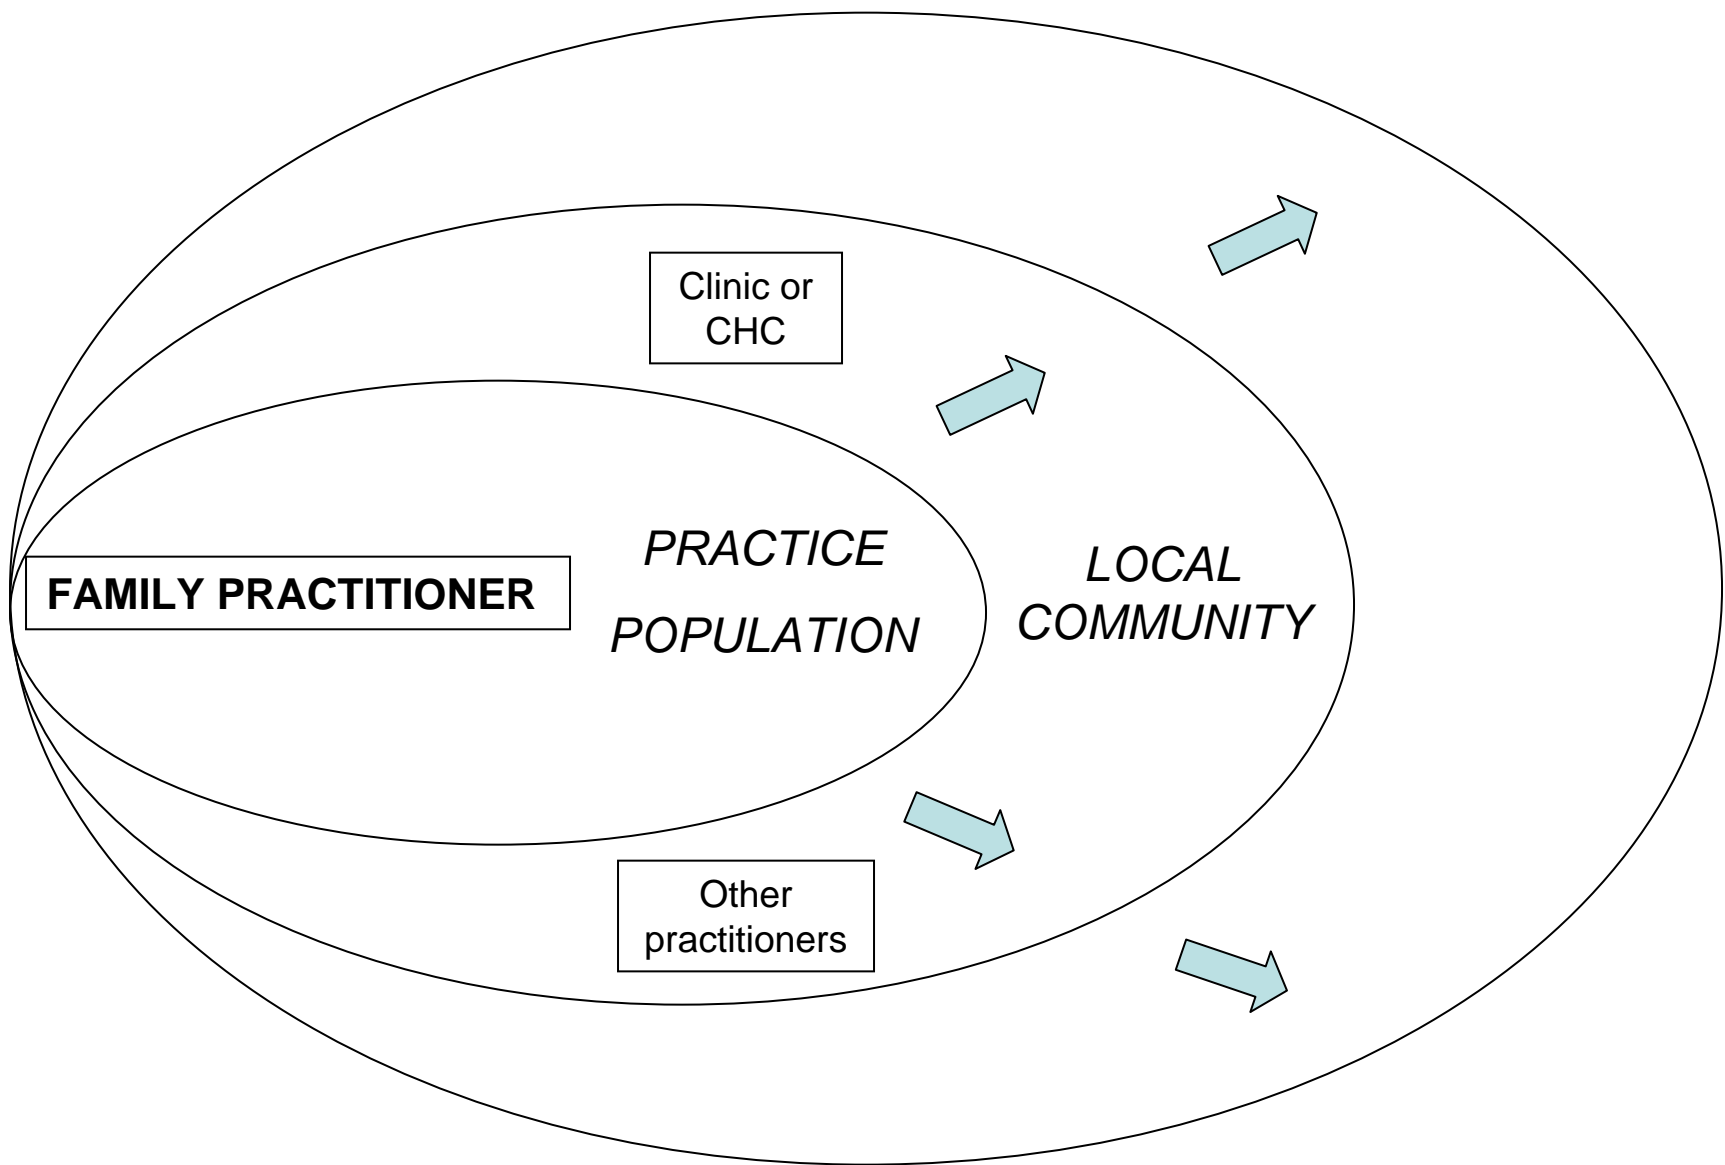 Clinic or
CHC
FAMILY PRACTITIONER
PRACTICE
POPULATION
LOCAL
COMMUNITY
Other
practitioners